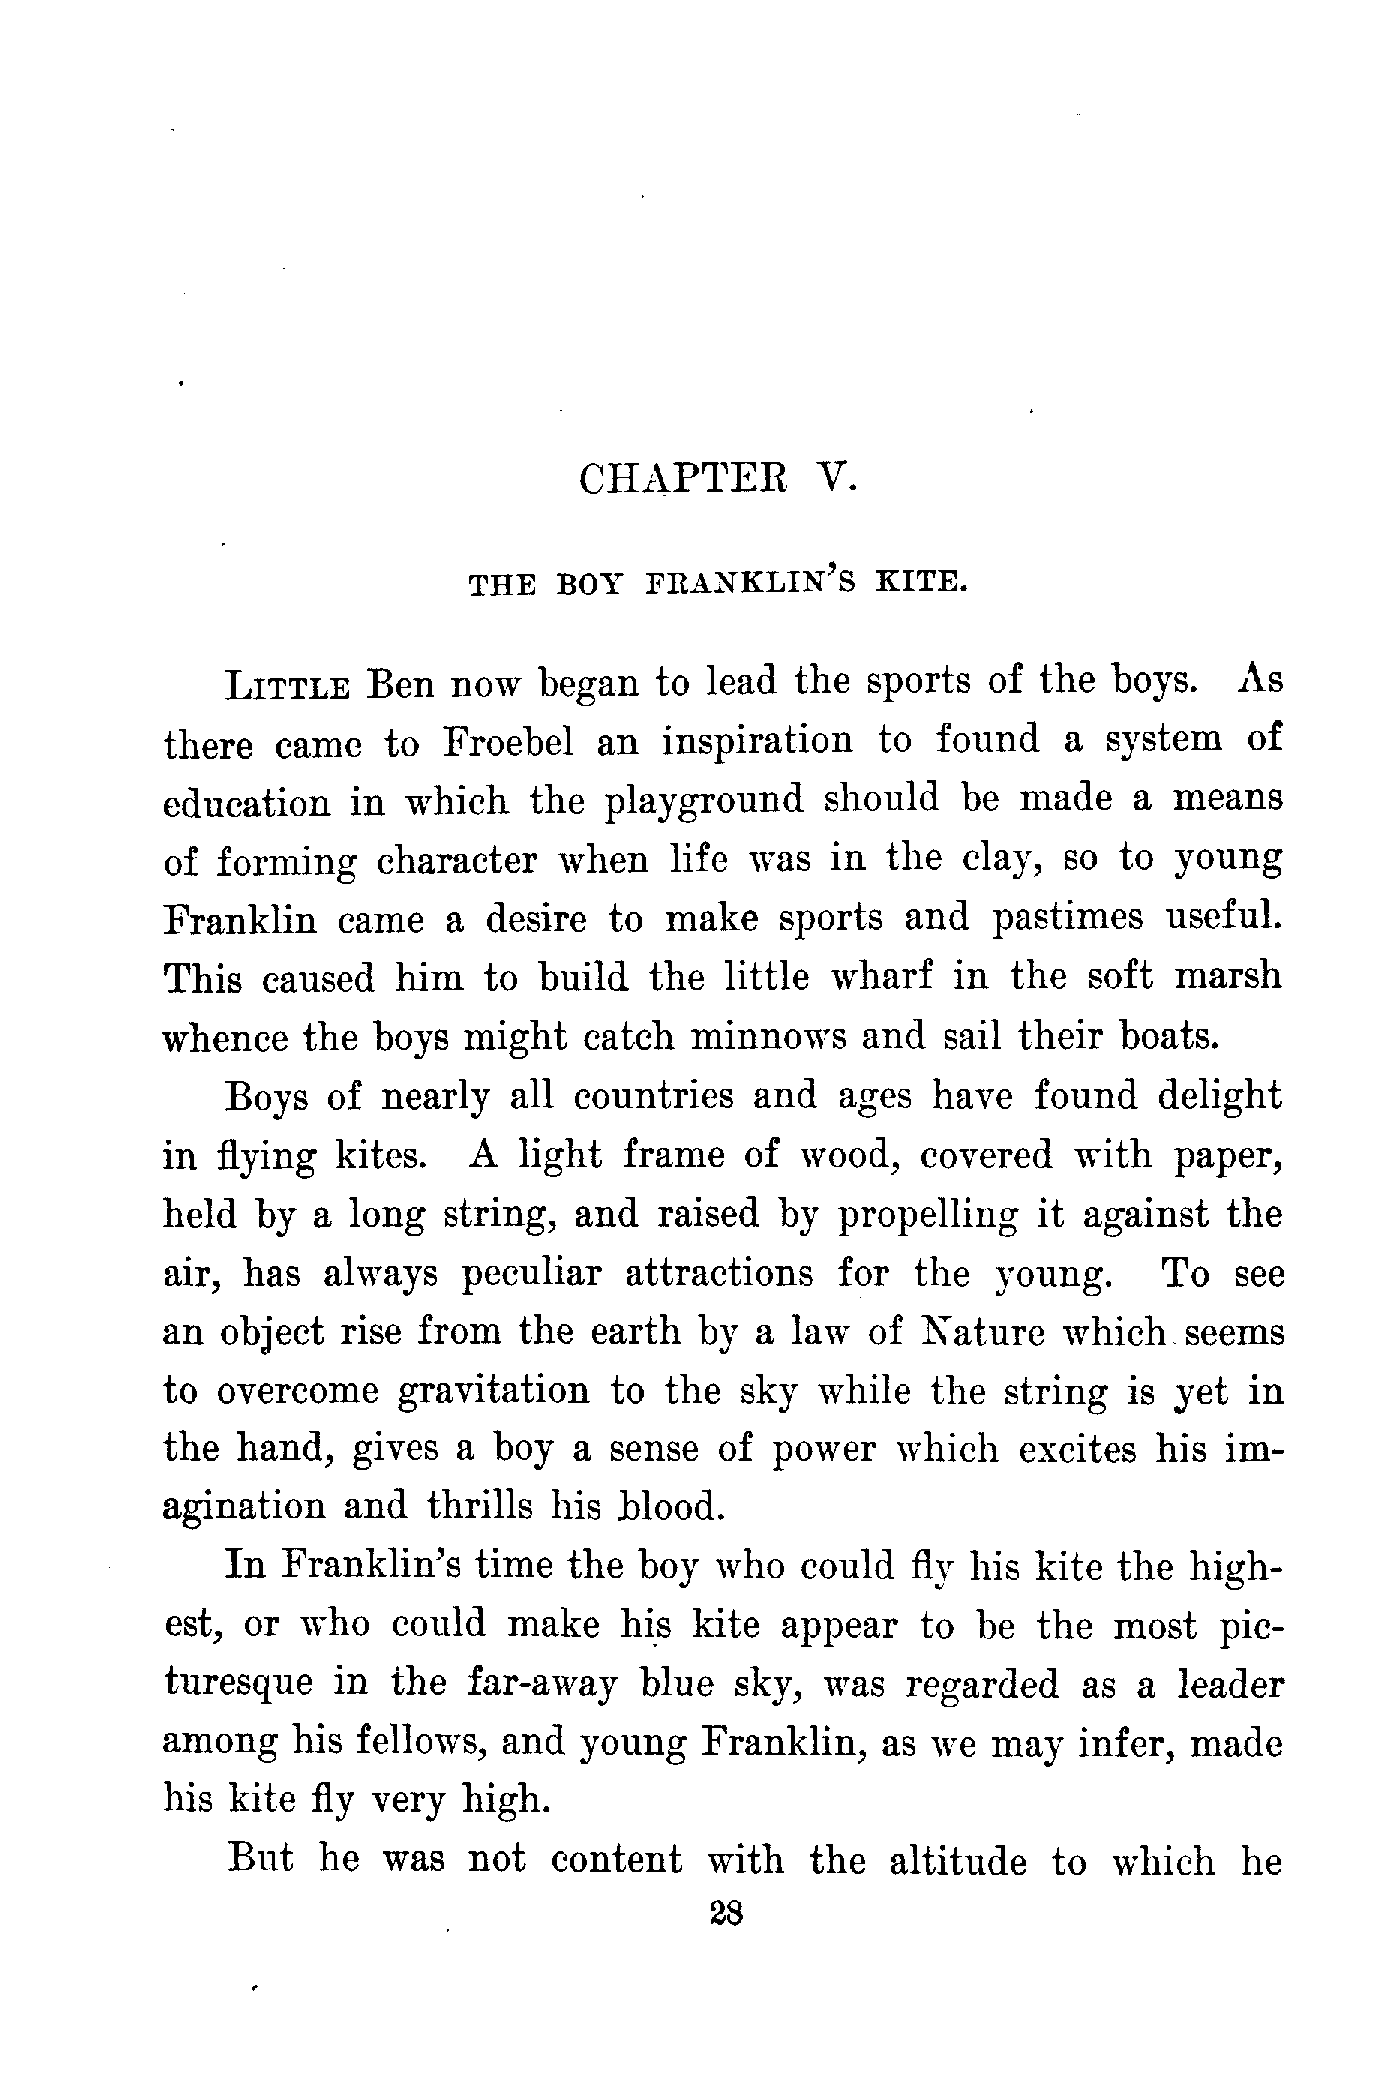 CHAPTER V.
THE BOY FRANKLIN'S KITE.
LITTLE Ben now began to lead the sports of the boys. As
there came to Froebel an inspiration to found a system of
education in which the playground should be made a means
of forming character when life was in the clay, so to young
Franklin came a desire to make sports and pastimes useful.
This caused him to build the little wharf in the soft marsh
whence the boys might catch minnows and sail their boats.
Boys of nearly all countries and ages have found delight
in flying kites. A light frame of wood, covered with paper,
held by a long string, and raised by propelling it against the
air, has always peculiar attractions for the young. To see
an object rise from the earth by a law of Nature which seems
to overcome gravitation to the sky while the string is yet in
the hand, gives a boy a sense of power which excites his im-
agination and thrills his blood.
In Franklin's time the boy who could fly his kite the high-
est, or who could make his kite appear to be the most pic-
turesque in the far-away blue sky, was regarded as a leader
among his fellows, and young Franklin, as we may infer, made
his kite fly very high.
But he was not content with the altitude to which he
28